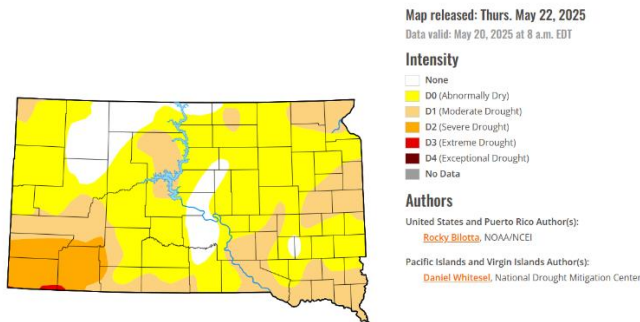 Map released: Thurs. May 22, 2025
Data valid: May 20, 2025 at 8 a.m. EDT
Intensity
None
D0 (Abnormally Dry)
D1 (Moderate Drought)
D2 (Severe Drought)
D3 (Extreme Drought)
D4 (Exceptional Drought)
No Data
Authors
United States and Puerto Rico Author(s):
Rocky Bilotta, NOAA/NCEI
Pacific Islands and Virgin Islands Author(s):
Daniel Whitesel, National Drought Mitigation Center